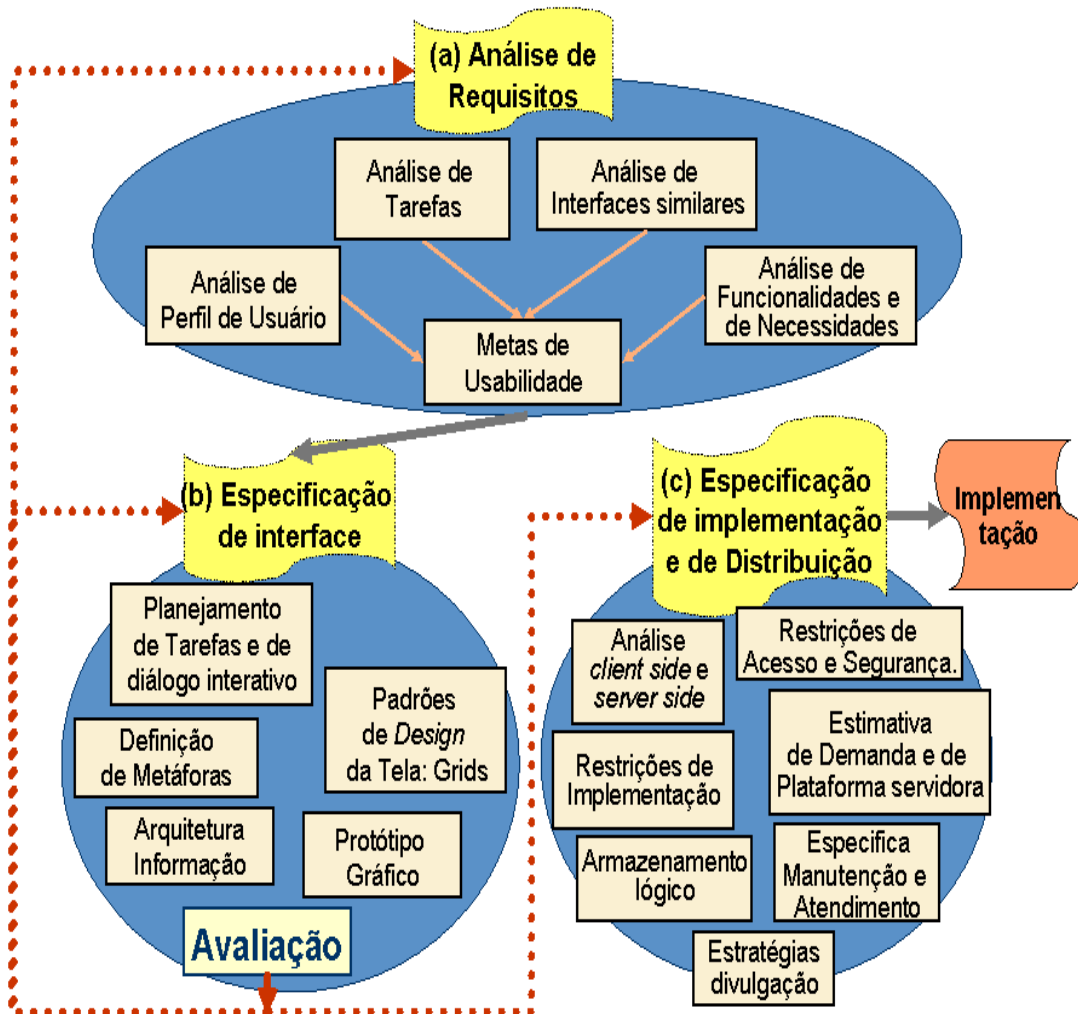 (a) Análise de
Requisitos
Análise de
Tarefas
Análise de
Interfaces similares
Análise de
Perfil de Usuário
Análise de
Funcionalidades e
de Necessidades
Metas de
Usabilidade
(b) Especificação
de interface
Planejamento
de Tarefas e de
diálogo interativo
Padrões
de Design
da Tela: Grids
Definição
de Metáforas
Arquitetura
Informação
Protótipo
Gráfico
Avaliação
(c) Especificação
de implementação
e de Distribuição
Implemen
tação
Análise
client side e
server side
Restrições de
Acesso e Segurança.
Restrições de
Implementação
Estimativa
de Demanda e de
Plataforma servidora
Armazenamento
lógico
Especifica
Manutenção e
Atendimento
Estratégias
divulgação